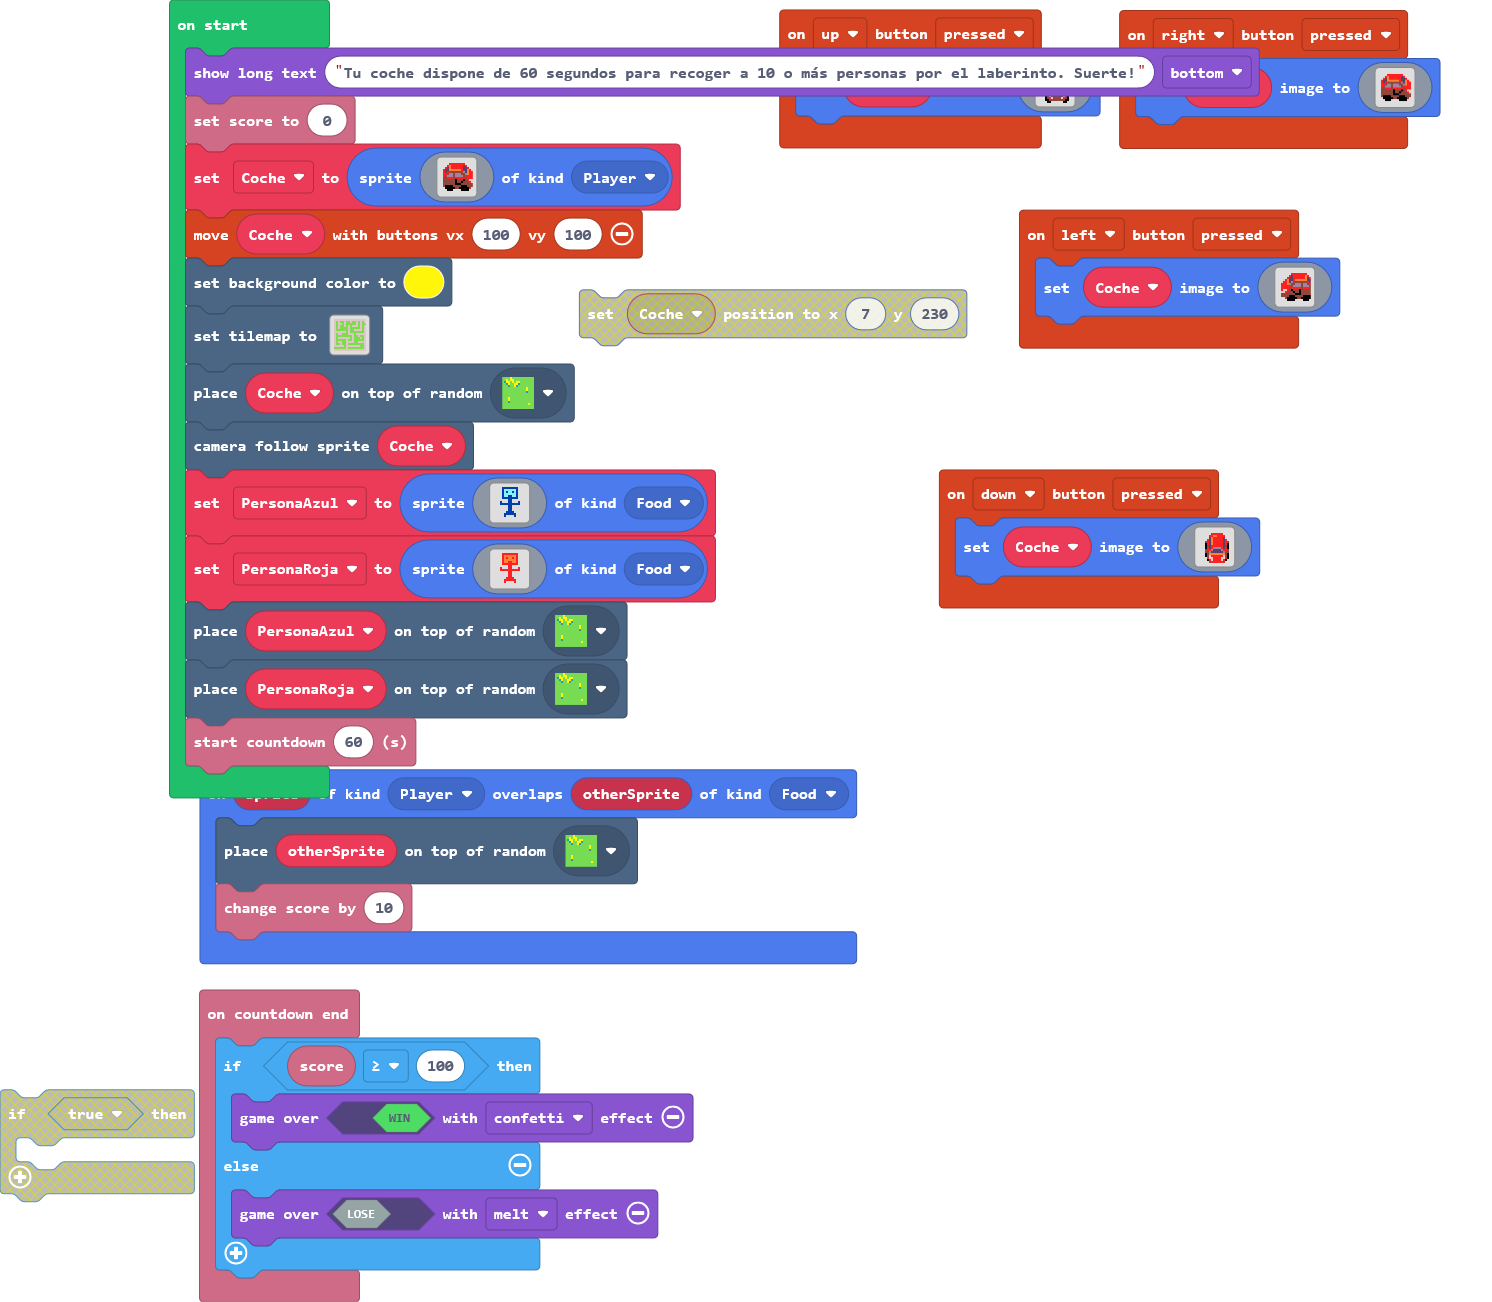 on start
show long text "Tu coche dispone de 60 segundos para recoger a 10 o más personas por el laberinto. Suerte!" bottom
set score to 0
set Coche to sprite of kind Player
move Coche with buttons vx 100 vy 100
set background color to
set tilemap to
place Coche on top of random
camera follow sprite Coche
set PersonaAzul to sprite of kind Food
set PersonaRoja to sprite of kind Food
place PersonaAzul on top of random
place PersonaRoja on top of random
start countdown 60 (s)
on up button pressed
on right button pressed
image to
set Coche position to x 7 y 230
on left button pressed
set Coche image to
on down button pressed
set Coche image to
kind Player overlaps otherSprite of kind Food
place otherSprite on top of random
change score by 10
on countdown end
if score ≥ 100 then
game over WIN with confetti effect
else
game over LOSE with melt effect
if true then